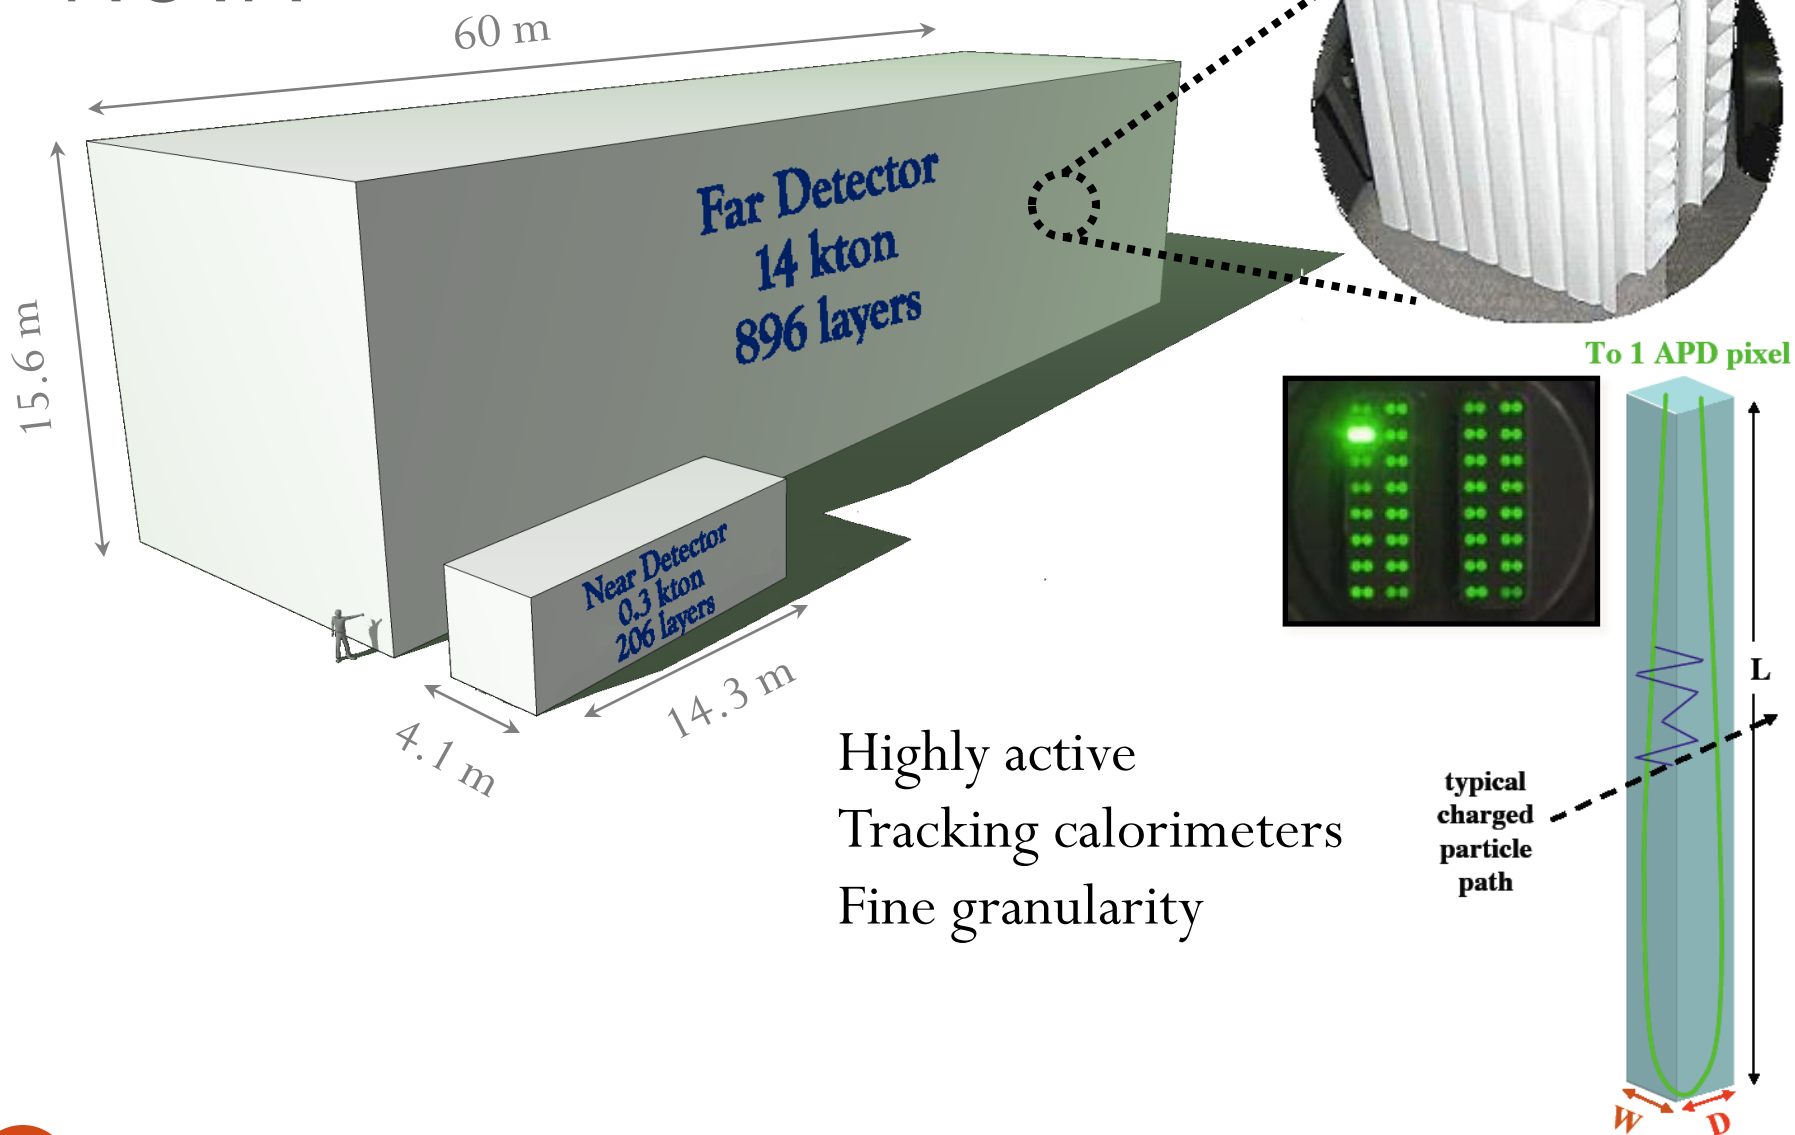 60 m
15.6 m
Far Detector
14 kton
896 layers
Near Detector
0.3 kton
206 layers
4.1 m
14.3 m
Highly active
Tracking calorimeters
Fine granularity
To 1 APD pixel
L
typical
charged
particle
path
W
D